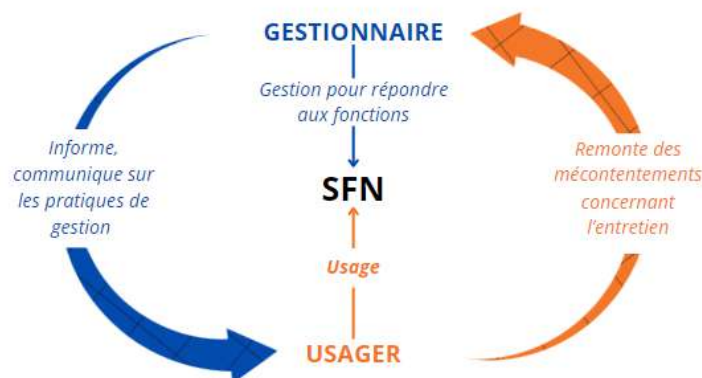 GESTIONNAIRE
Gestion pour répondre
aux fonctions
Informe,
communique sur
les pratiques de
gestion
SFN
Remonte des
mécontentements
concernant
l'entretien
Usage
USAGER